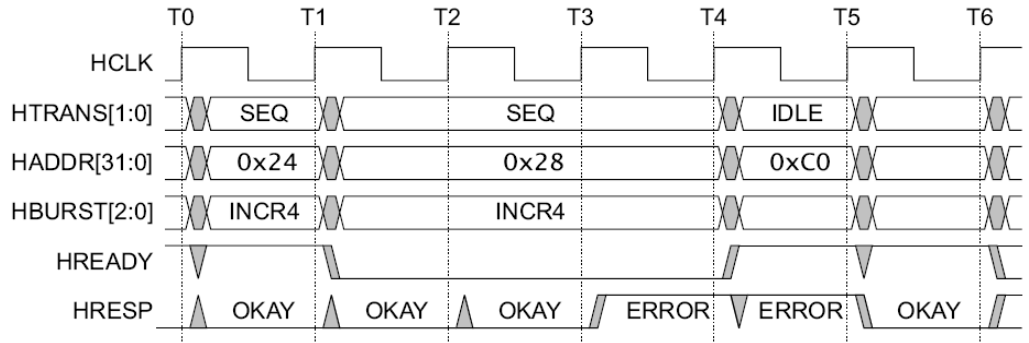 T0 T1 T2 T3 T4 T5 T6
HCLK
HTRANS[1:0] SEQ SEQ IDLE
HADDR[31:0] 0x24 0x28 0xC0
HBURST[2:0] INCR4 INCR4
HREADY
HRESP OKAY OKAY OKAY ERROR ERROR OKAY